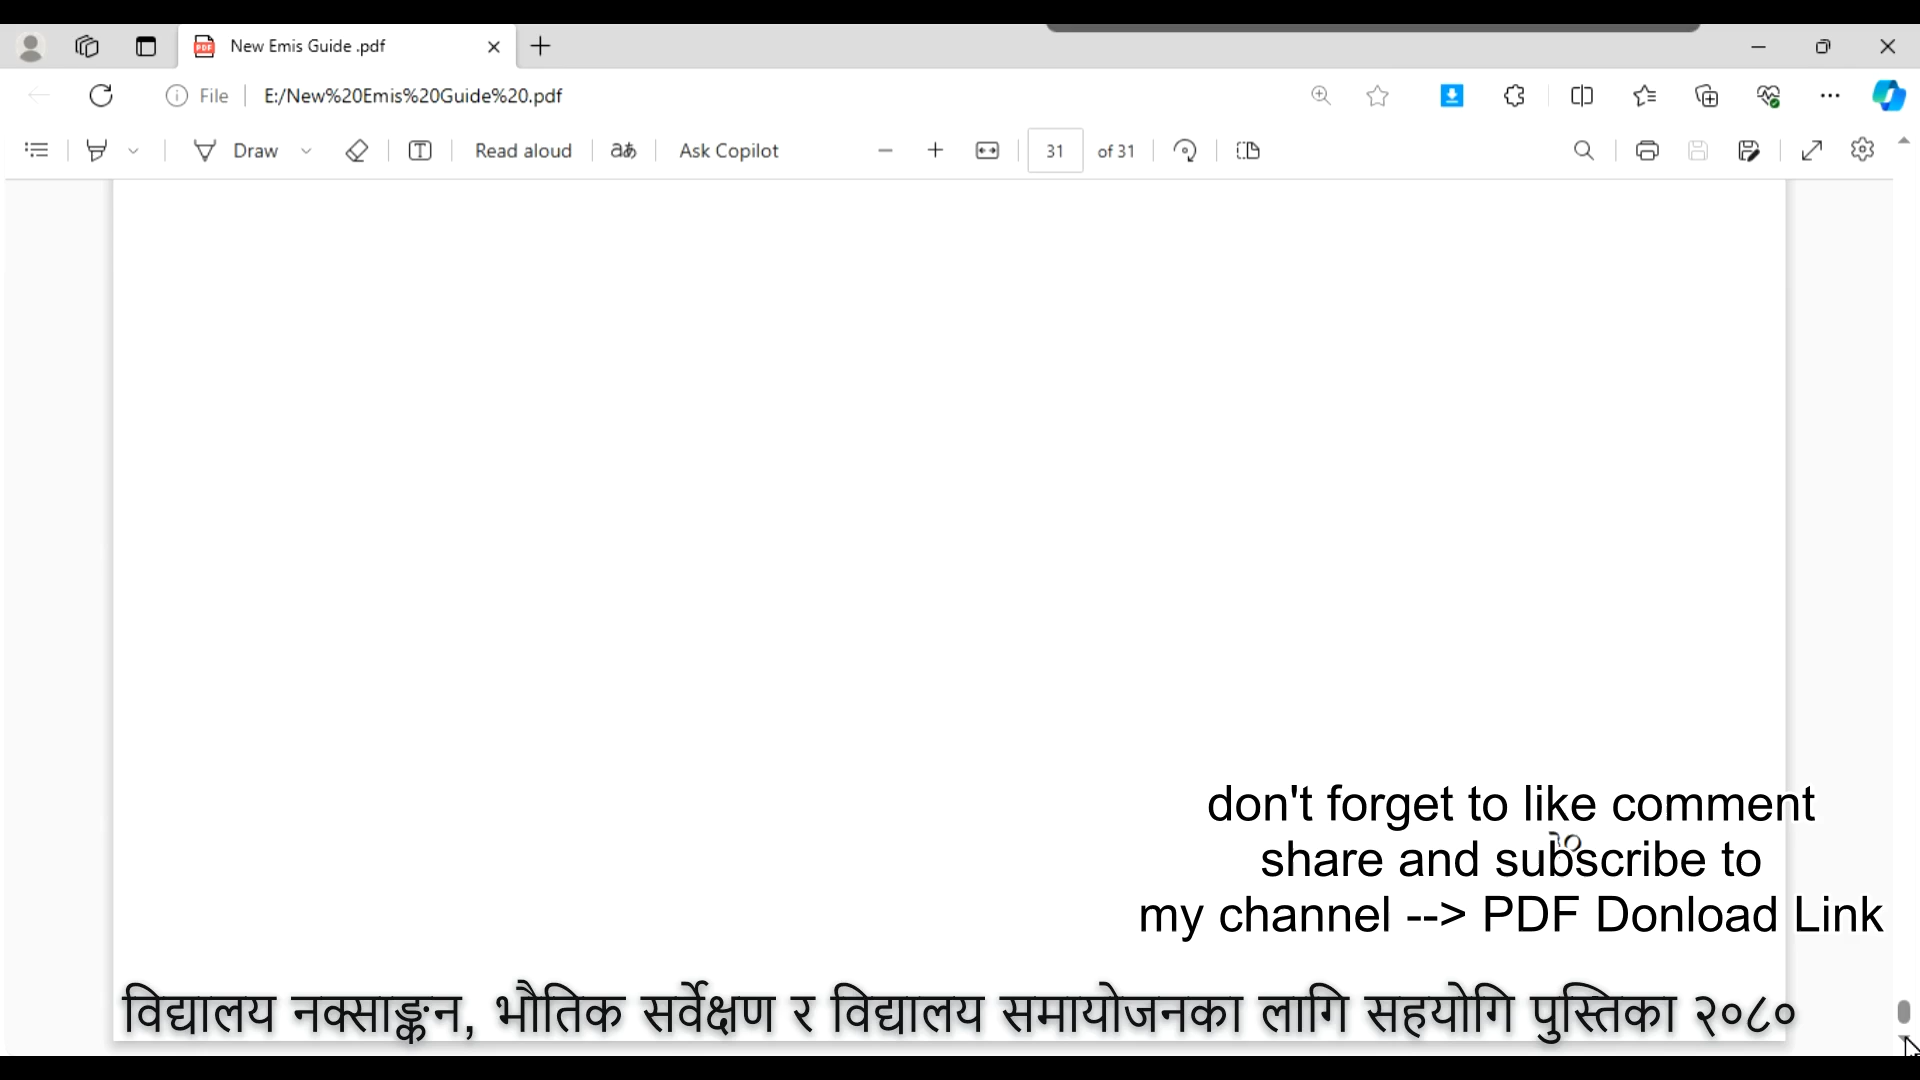 New Emis Guide .pdf
File E:/New%20Emis%20Guide%20.pdf
Draw Read aloud aあ Ask Copilot 31 of 31
don't forget to like comment
share and subscribe to
my channel --> PDF Donload Link
विद्यालय नक्साङ्कन, भौतिक सर्वेक्षण र विद्यालय समायोजनका लागि सहयोगि पुस्तिका २०८०